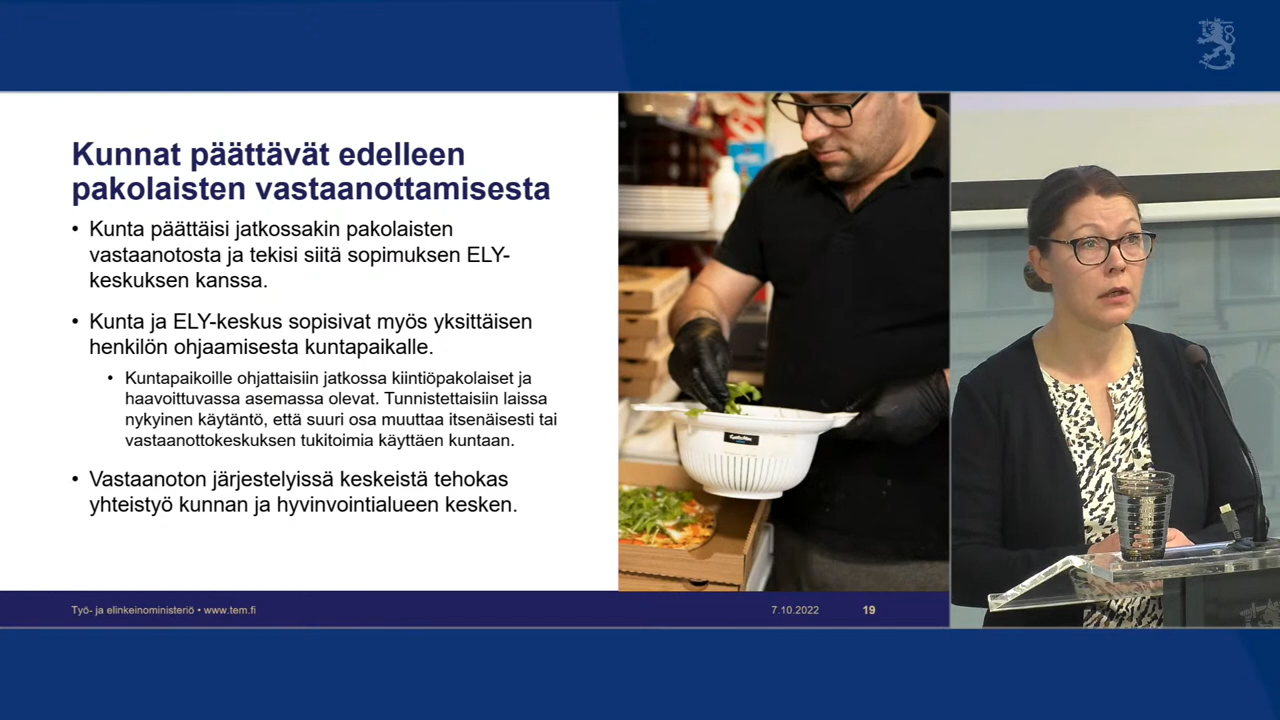 Kunnat päättävät edelleen
pakolaisten vastaanottamisesta
• Kunta päättäisi jatkossakin pakolaisten
vastaanotosta ja tekisi siitä sopimuksen ELY-
keskuksen kanssa.
• Kunta ja ELY-keskus sopisivat myös yksittäisen
henkilön ohjaamisesta kuntapaikalle.
• Kuntapaikoille ohjattaisiin jatkossa kiintiöpakolaiset ja
haavoittuvassa asemassa olevat. Tunnistettaisiin laissa
nykyinen käytäntö, että suuri osa muuttaa itsenäisesti tai
vastaanottokeskuksen tukitoimia käyttäen kuntaan.
• Vastaanoton järjestelyissä keskeistä tehokas
yhteistyö kunnan ja hyvinvointialueen kesken.
Työ- ja elinkeinoministeriö • www.tem.fi
7.10.2022
19